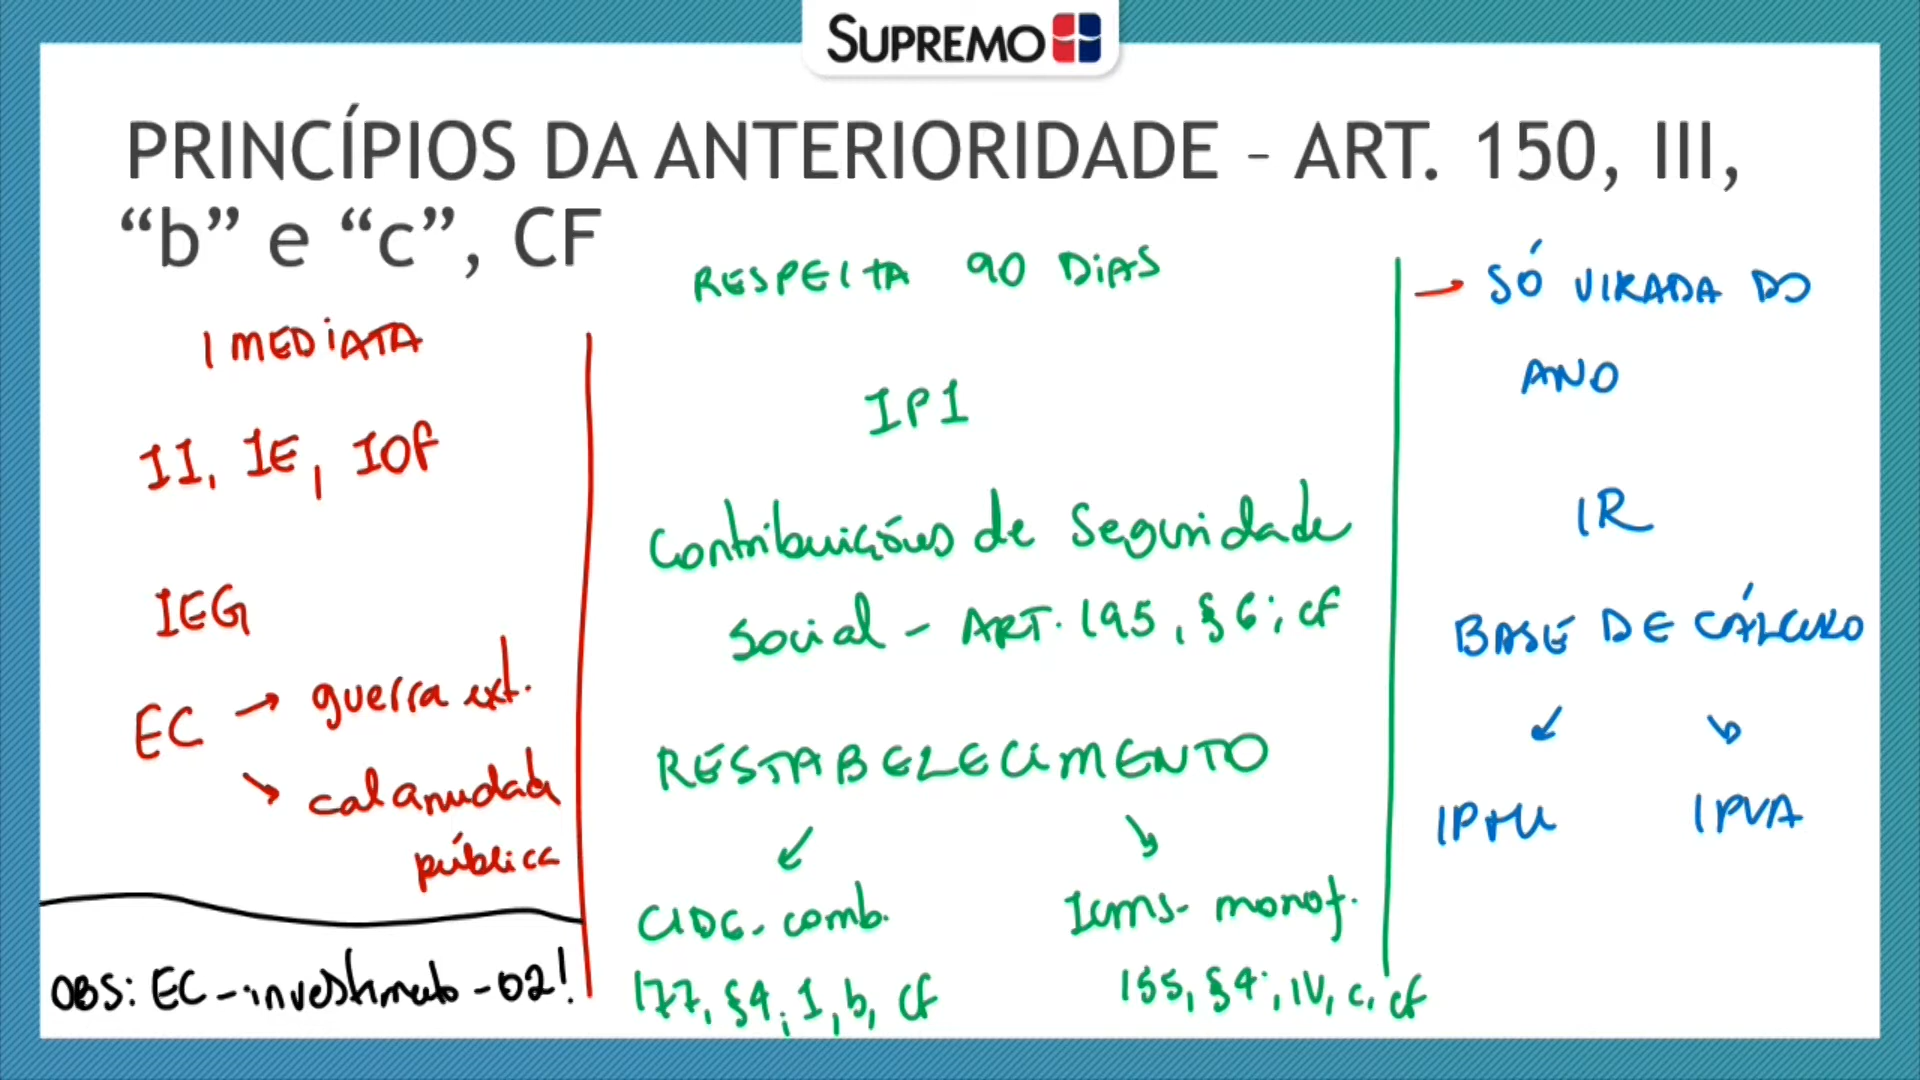 SUPREMO
PRINCÍPIOS DA ANTERIORIDADE – ART. 150, III,
“b” e “c”, CF
IMEDIATA
II, IE, IOF
IEG
EC → guerra ext.
↘ calamidade
pública
OBS: EC - investimento - 02!
RESPEITA 90 DIAS
IPI
Contribuições de Seguridade
Social - ART. 195, § 6º, CF
RESTABELECIMENTO
↙ ↘
CIDE - comb.
177, §4º, I, b, CF
ICMS - monof.
155, §4º, IV, c, CF
→ SÓ VIRADA DO
ANO
IR
BASE DE CÁLCULO
↙ ↘
IPTU IPVA